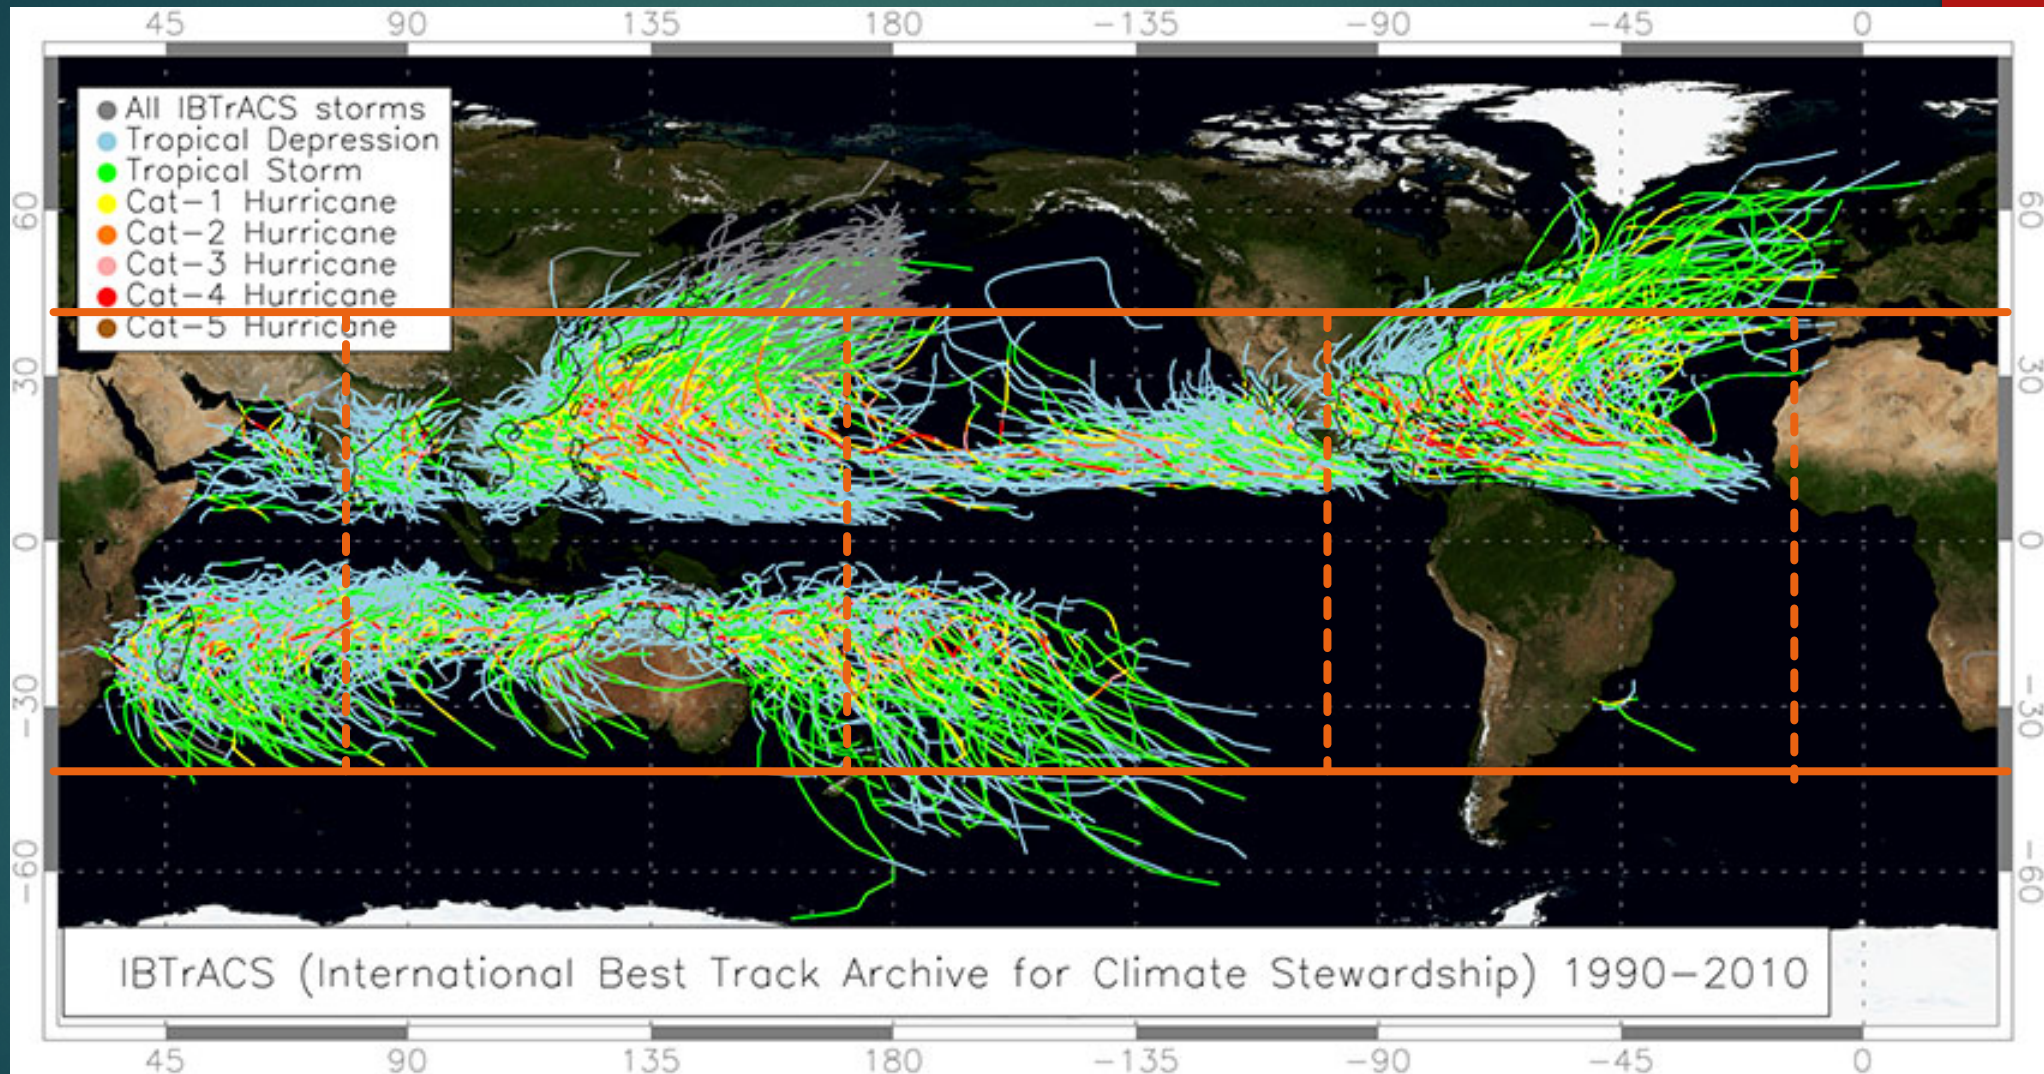 45 90 135 180 −135 −90 −45 0
All IBTrACS storms
Tropical Depression
Tropical Storm
Cat−1 Hurricane
Cat−2 Hurricane
Cat−3 Hurricane
Cat−4 Hurricane
Cat−5 Hurricane
60 60
30 30
0 0
−30 −30
−60 −60
IBTrACS (International Best Track Archive for Climate Stewardship) 1990−2010
45 90 135 180 −135 −90 −45 0